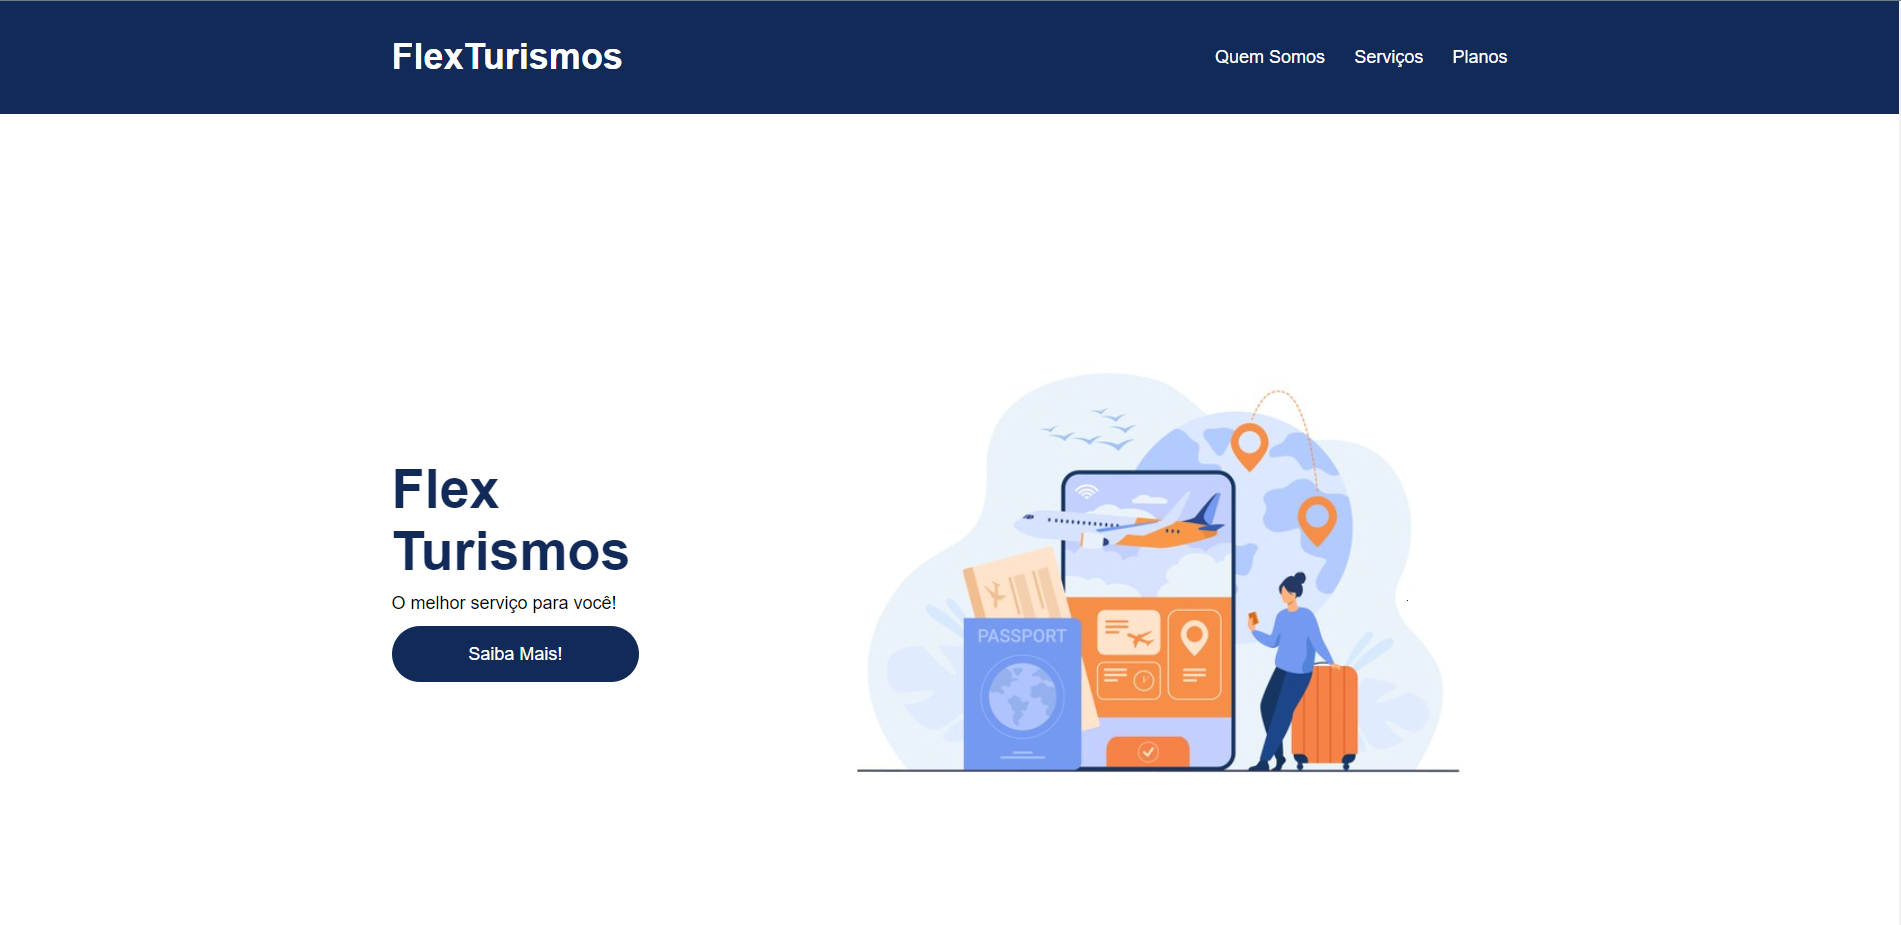 FlexTurismos
Quem Somos Serviços Planos
Flex
Turismos
O melhor serviço para você!
Saiba Mais!
PASSPORT